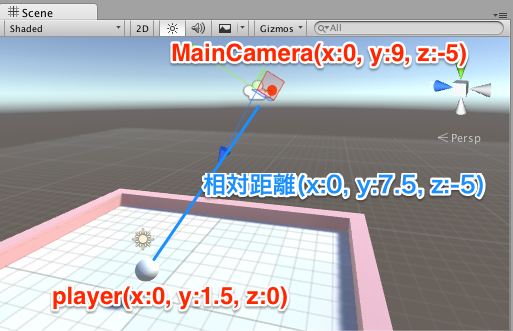 Scene
Shaded
2D
Gizmos
All
MainCamera(x:0, y:9, z:-5)
Persp
相対距離(x:0, y:7.5, z:-5)
player(x:0, y:1.5, z:0)